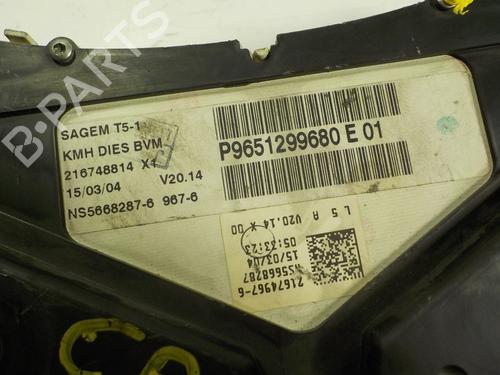 SAGEM T5-1
KMH DIES BVM
216748814 X1
15/03/04 V20.14
NS5668287-6 967-6
P9651299680 E 01
L 5 A V20.14 X 00
05:33:23
15/03/04
NS5668287
21674967-6
B-PARTS